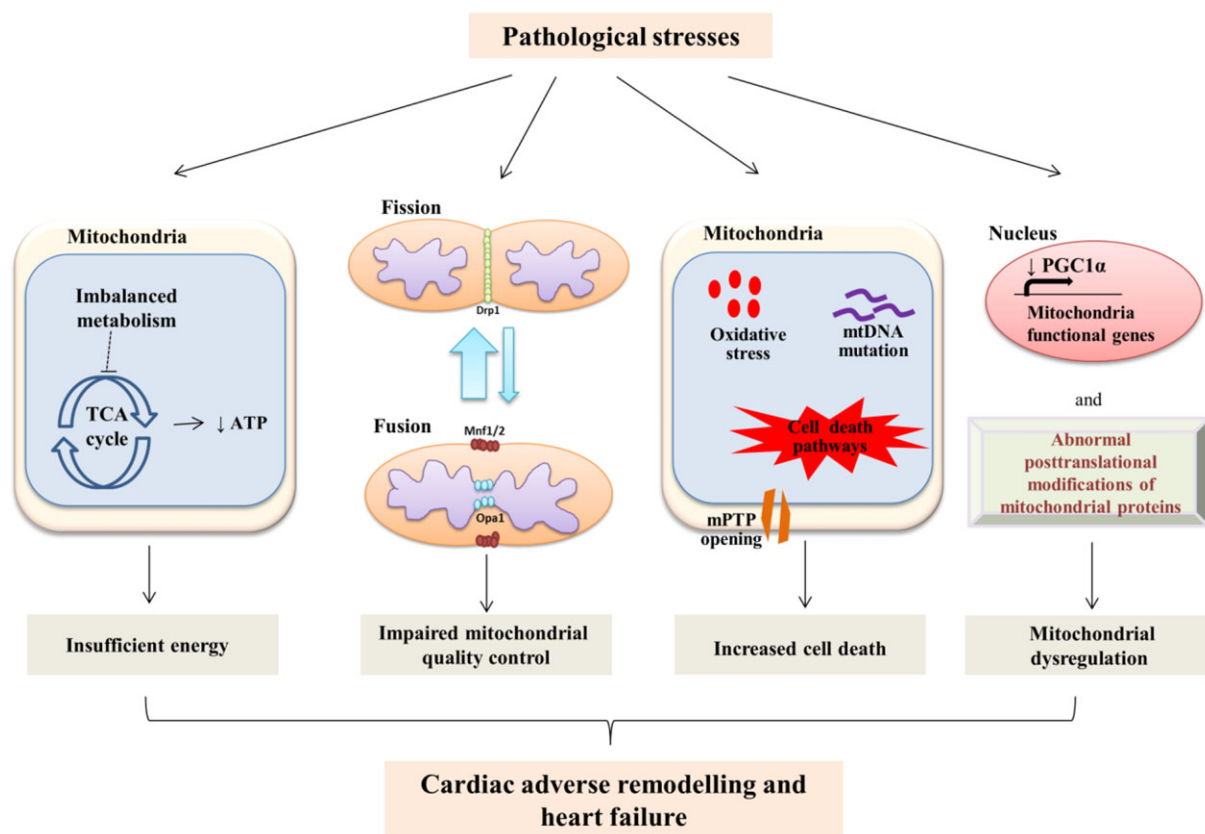 Pathological stresses
Mitochondria
Imbalanced
metabolism
TCA
cycle
↓ ATP
Insufficient energy
Fission
Drp1
Fusion
Mnf1/2
Opa1
Impaired mitochondrial
quality control
Mitochondria
Oxidative
stress
mtDNA
mutation
Cell death
pathways
mPTP
opening
Increased cell death
Nucleus
↓ PGC1α
Mitochondria
functional genes
and
Abnormal
posttranslational
modifications of
mitochondrial proteins
Mitochondrial
dysregulation
Cardiac adverse remodelling and
heart failure